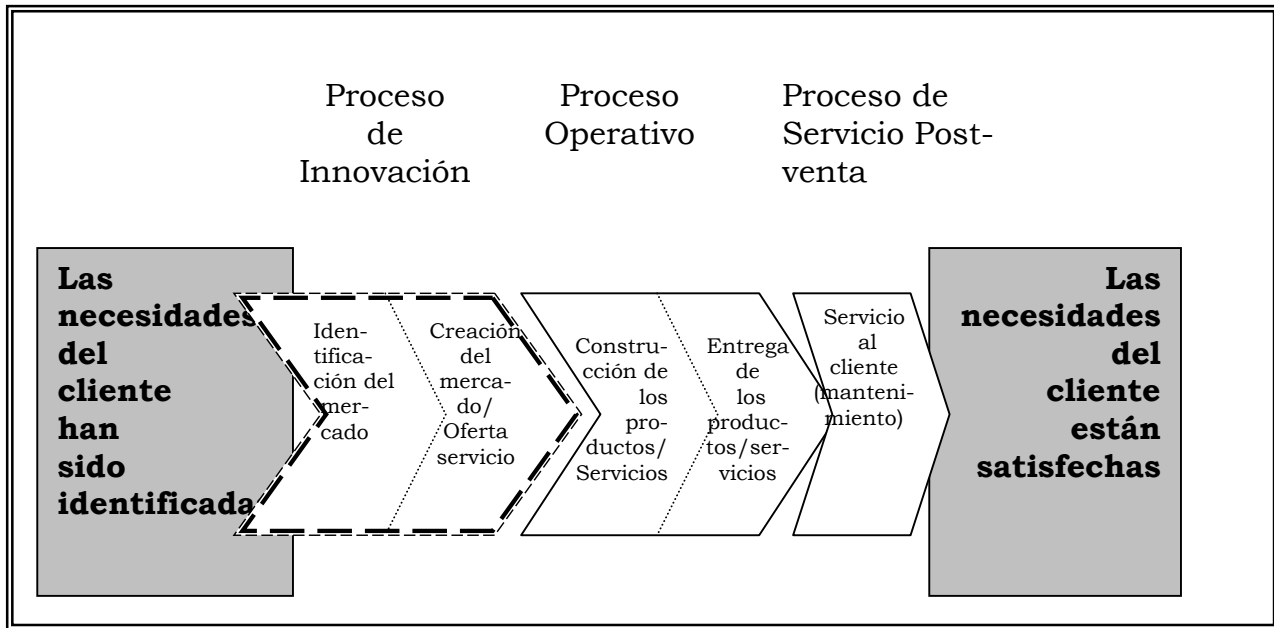 Proceso
de
Innovación
Proceso
Operativo
Proceso de
Servicio Post-
venta
Las
necesidades
del
cliente
han
sido
identificada
Iden-
tifica-
ción del
mer-
cado
Creación
del
merca-
do/
Oferta
servicio
Constru-
cción de
los
pro-
ductos/
Servicios
Entrega
de
los
produc-
tos/ser-
vicios
Servicio
al
cliente
(manteni-
miento)
Las
necesidades
del
cliente
están
satisfechas